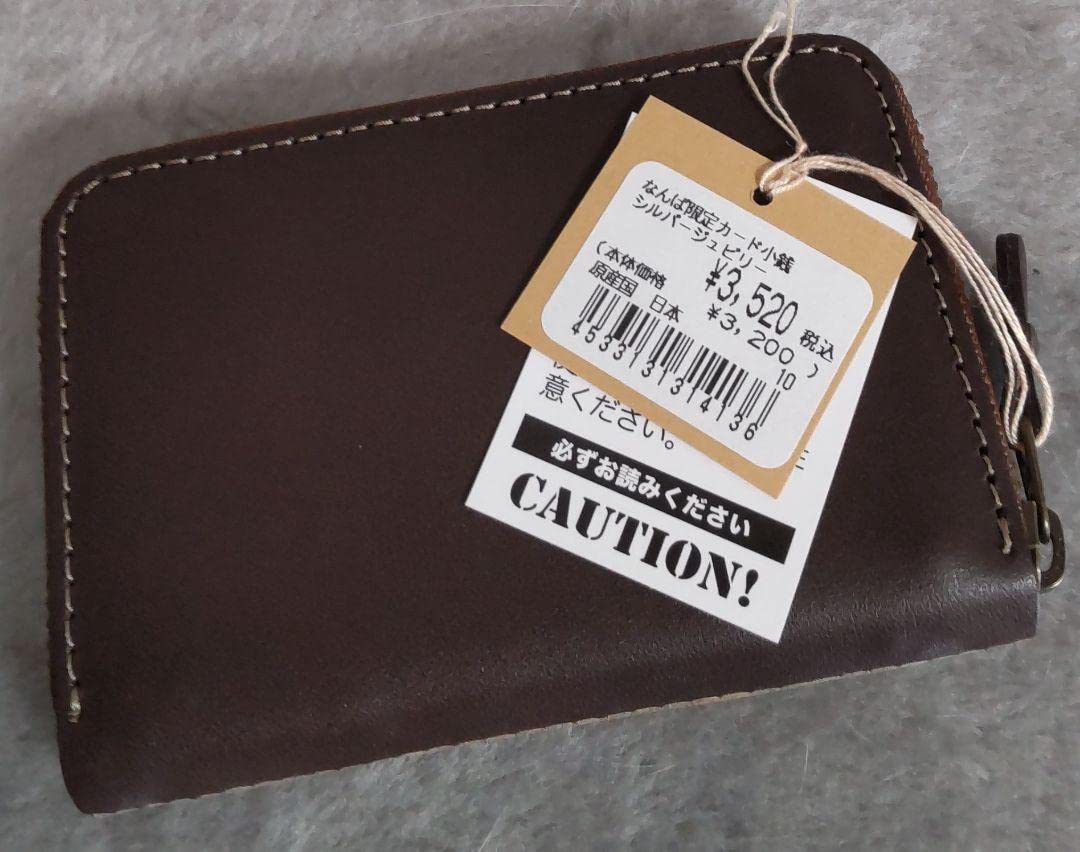 なんば限定カード小銭
シルバージュビリー
¥3,520 税込
(本体価格 ¥3,200)
原産国 日本
10
4533131314136
意ください。
必ずお読みください
CAUTION!